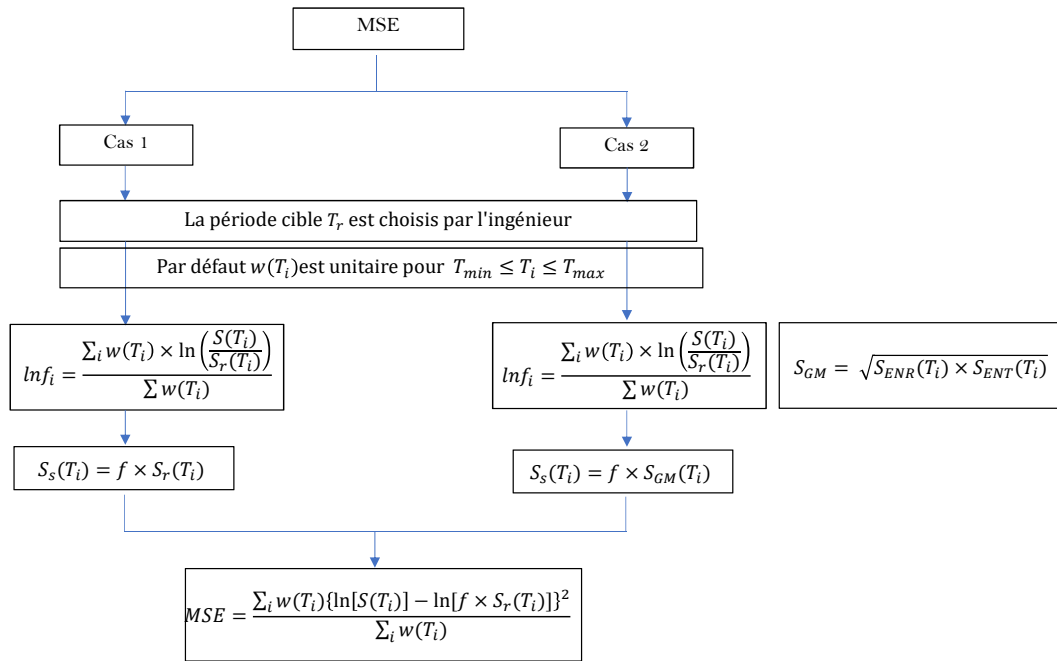 MSE
Cas 1
Cas 2
La période cible T_r est choisis par l'ingénieur
Par défaut w(T_i)est unitaire pour T_min ≤ T_i ≤ T_max
lnf_i = ∑_i w(T_i) × ln (S(T_i)/S_r(T_i)) / ∑ w(T_i)
lnf_i = ∑_i w(T_i) × ln (S(T_i)/S_r(T_i)) / ∑ w(T_i)
S_GM = √(S_ENR(T_i) × S_ENT(T_i))
S_s(T_i) = f × S_r(T_i)
S_s(T_i) = f × S_GM(T_i)
MSE = ∑_i w(T_i){ln[S(T_i)] − ln[f × S_r(T_i)]}² / ∑_i w(T_i)